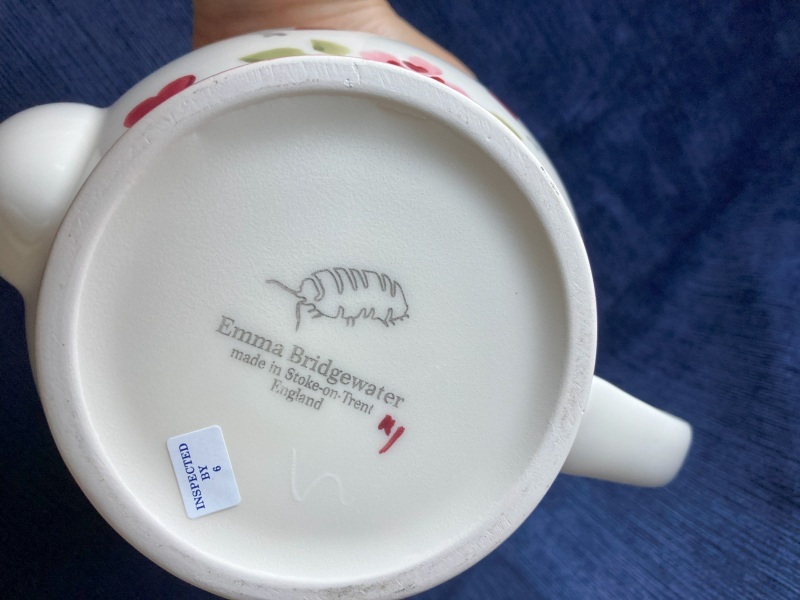 Emma Bridgewater
made in Stoke-on-Trent
England
INSPECTED
BY
6